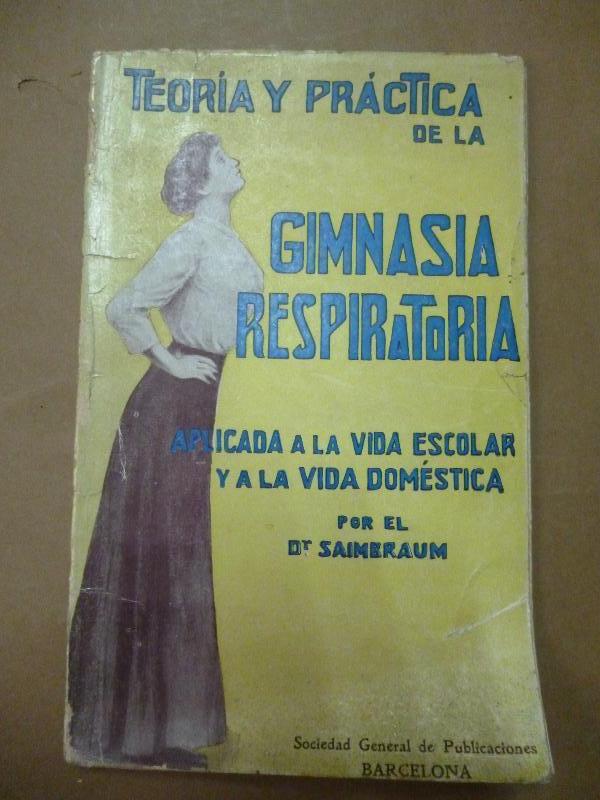 TEORÍA Y PRÁCTICA
DE LA
GIMNASIA
RESPIRATORIA
APLICADA A LA VIDA ESCOLAR
Y A LA VIDA DOMÉSTICA
POR EL
Dr SAIMBRAUM
Sociedad General de Publicaciones
BARCELONA